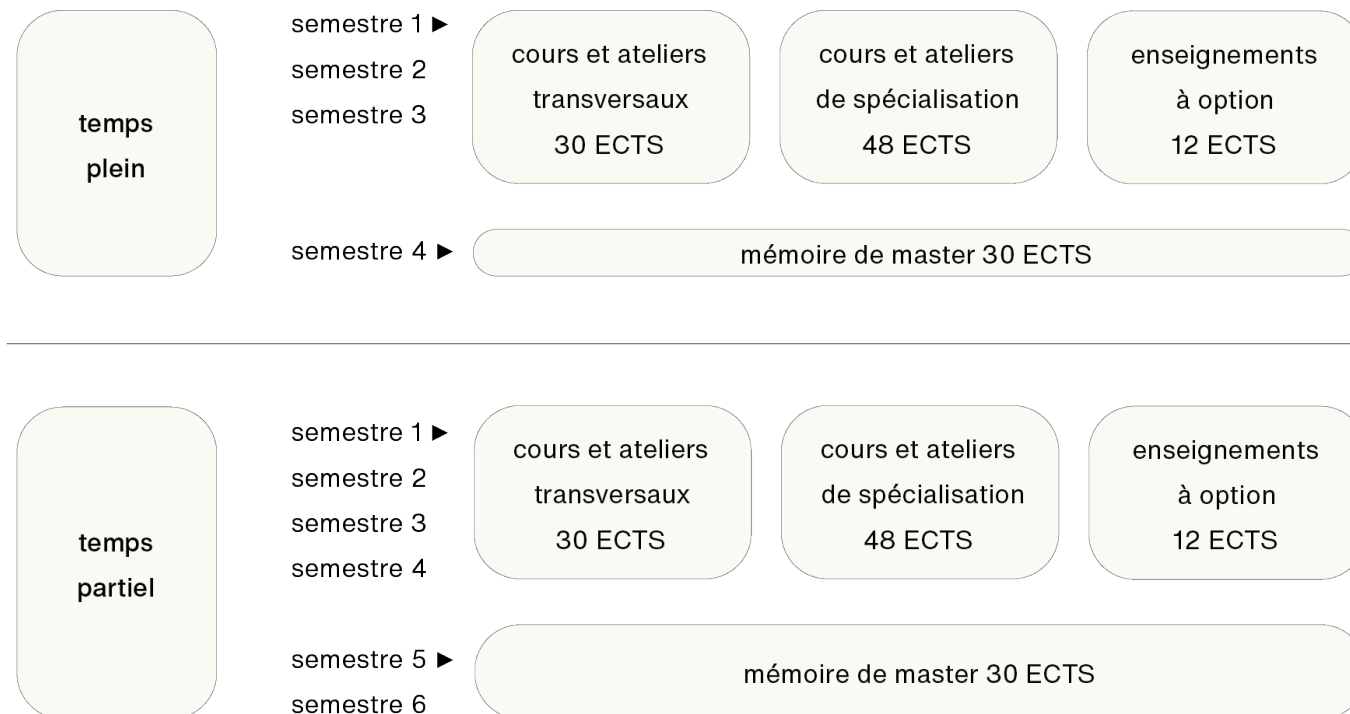 temps
plein
semestre 1 ►
semestre 2
semestre 3
cours et ateliers
transversaux
30 ECTS
cours et ateliers
de spécialisation
48 ECTS
enseignements
à option
12 ECTS
semestre 4 ►
mémoire de master 30 ECTS
temps
partiel
semestre 1 ►
semestre 2
semestre 3
semestre 4
cours et ateliers
transversaux
30 ECTS
cours et ateliers
de spécialisation
48 ECTS
enseignements
à option
12 ECTS
semestre 5 ►
semestre 6
mémoire de master 30 ECTS